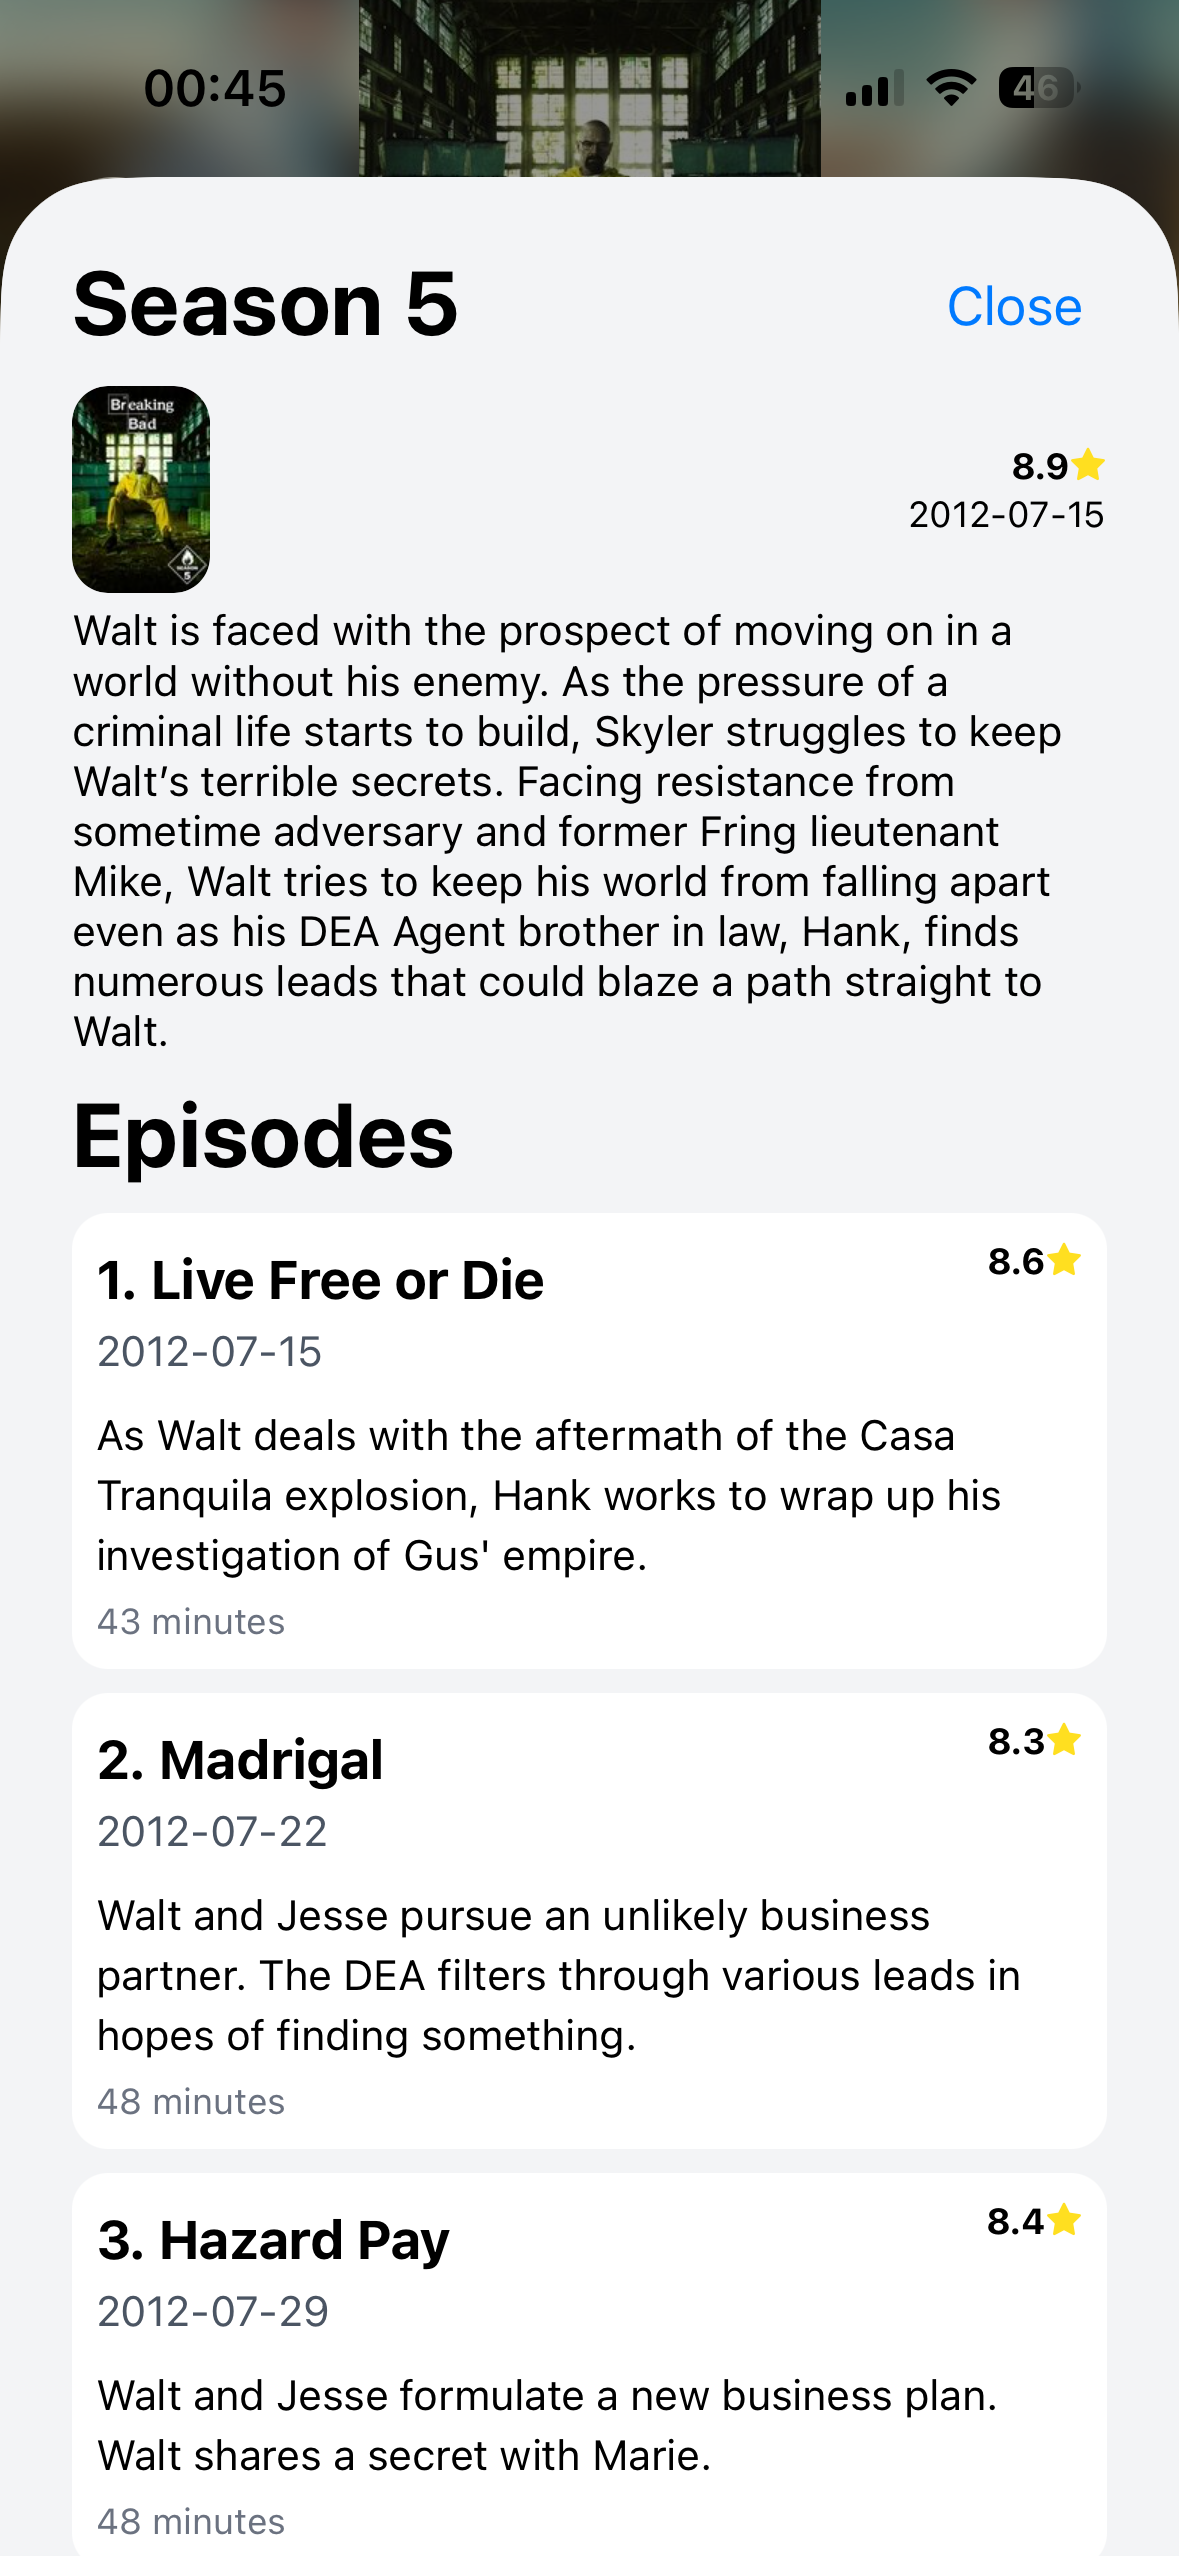 00:45
46
Season 5
Close
Breaking
Bad
SEASON
5
8.9
2012-07-15
Walt is faced with the prospect of moving on in a
world without his enemy. As the pressure of a
criminal life starts to build, Skyler struggles to keep
Walt’s terrible secrets. Facing resistance from
sometime adversary and former Fring lieutenant
Mike, Walt tries to keep his world from falling apart
even as his DEA Agent brother in law, Hank, finds
numerous leads that could blaze a path straight to
Walt.
Episodes
1. Live Free or Die
8.6
2012-07-15
As Walt deals with the aftermath of the Casa
Tranquila explosion, Hank works to wrap up his
investigation of Gus' empire.
43 minutes
2. Madrigal
8.3
2012-07-22
Walt and Jesse pursue an unlikely business
partner. The DEA filters through various leads in
hopes of finding something.
48 minutes
3. Hazard Pay
8.4
2012-07-29
Walt and Jesse formulate a new business plan.
Walt shares a secret with Marie.
48 minutes